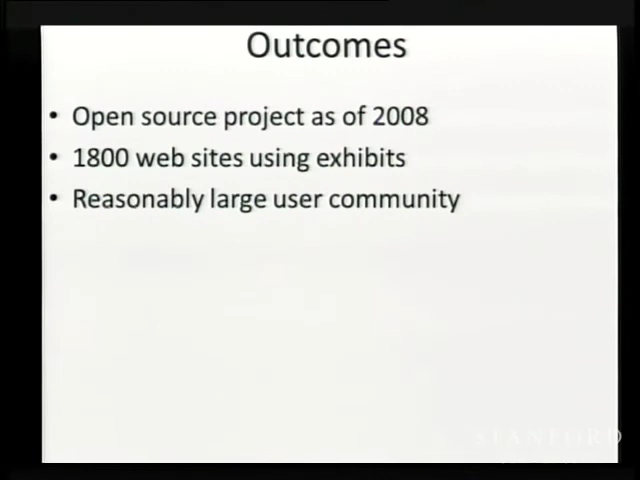 Outcomes
• Open source project as of 2008
• 1800 web sites using exhibits
• Reasonably large user community
STANFORD